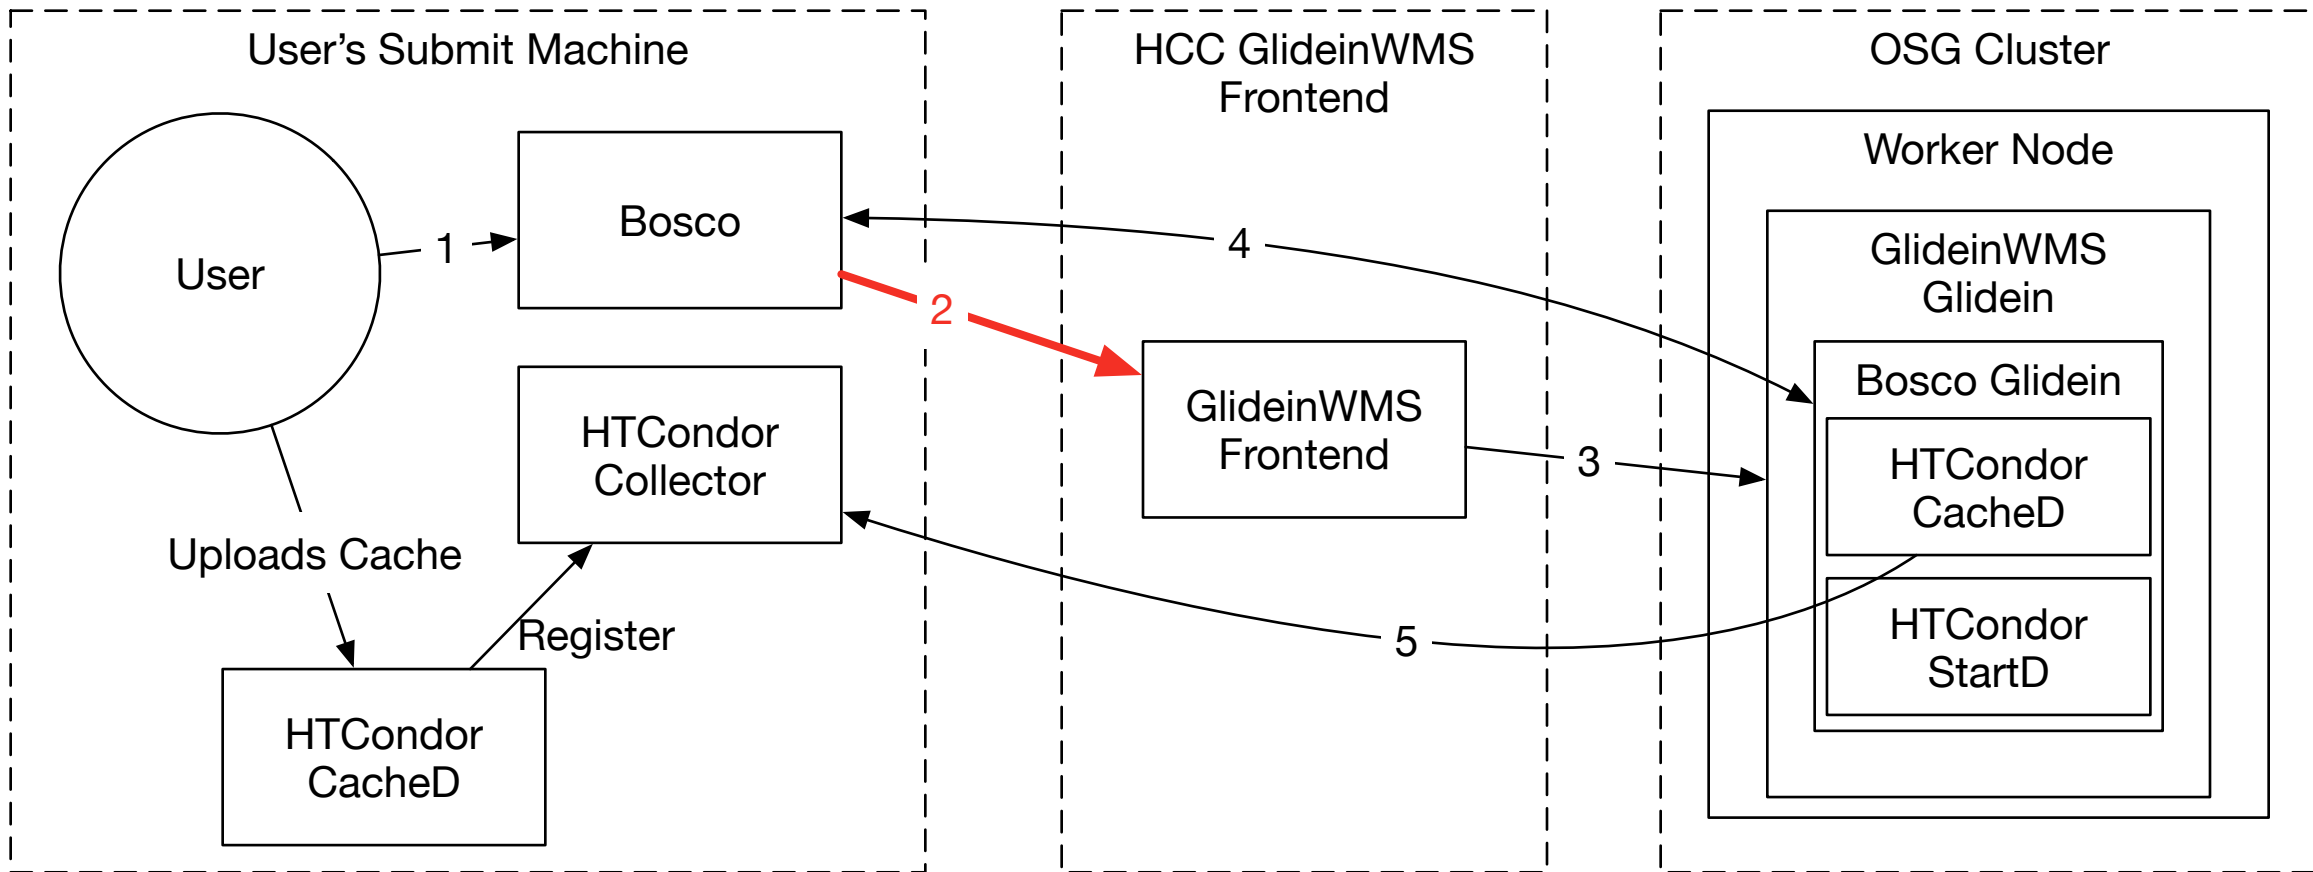 User’s Submit Machine
User
1
Bosco
2
HTCondor
Collector
Uploads Cache
Register
HTCondor
CacheD
HCC GlideinWMS
Frontend
4
GlideinWMS
Frontend
3
5
OSG Cluster
Worker Node
GlideinWMS
Glidein
Bosco Glidein
HTCondor
CacheD
HTCondor
StartD